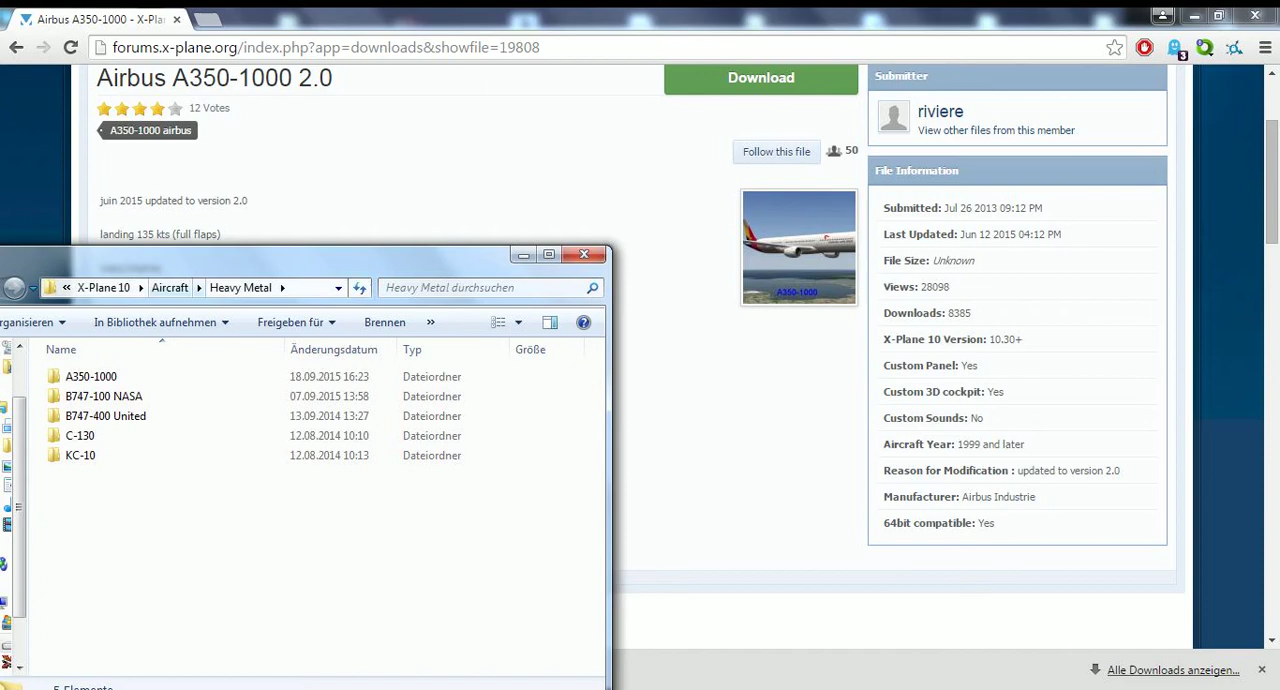 Airbus A350-1000 - X-Pla
forums.x-plane.org/index.php?app=downloads&showfile=19808
3
Airbus A350-1000 2.0
12 Votes
A350-1000 airbus
Download
Follow this file
50
juin 2015 updated to version 2.0
landing 135 kts (full flaps)
A350-1000
Submitter
riviere
View other files from this member
File Information
Submitted: Jul 26 2013 09:12 PM
Last Updated: Jun 12 2015 04:12 PM
File Size: Unknown
Views: 28098
Downloads: 8385
X-Plane 10 Version: 10.30+
Custom Panel: Yes
Custom 3D cockpit: Yes
Custom Sounds: No
Aircraft Year: 1999 and later
Reason for Modification : updated to version 2.0
Manufacturer: Airbus Industrie
64bit compatible: Yes
« X-Plane 10 Aircraft Heavy Metal
Heavy Metal durchsuchen
rganisieren In Bibliothek aufnehmen Freigeben für Brennen »
Name Änderungsdatum Typ Größe
A350-1000 18.09.2015 16:23 Dateiordner
B747-100 NASA 07.09.2015 13:58 Dateiordner
B747-400 United 13.09.2014 13:27 Dateiordner
C-130 12.08.2014 10:10 Dateiordner
KC-10 12.08.2014 10:13 Dateiordner
5 Elemente
Alle Downloads anzeigen...